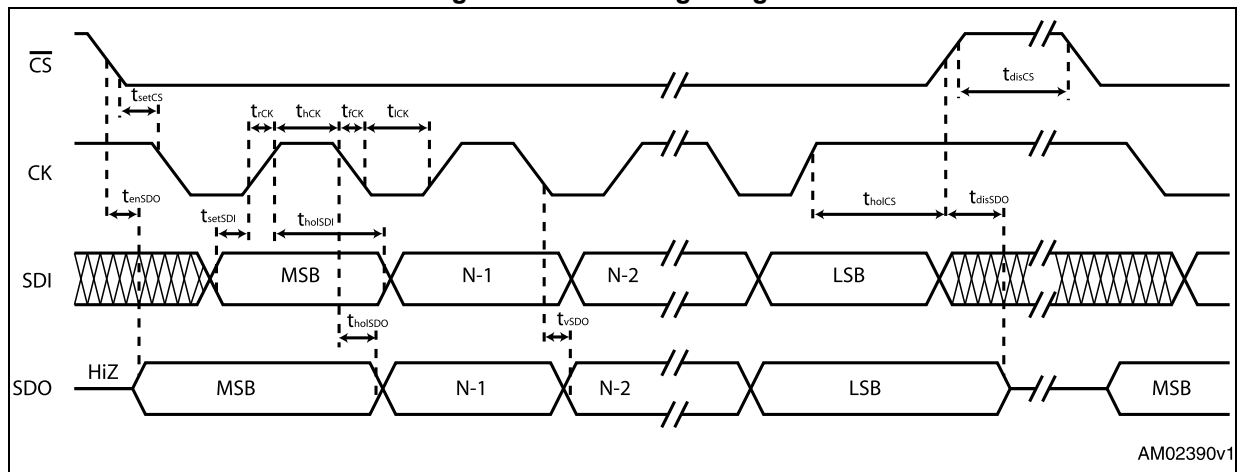 CS
tsetCS
tdisCS
trCK thCK tfCK tlCK
CK
tenSDO
tsetSDI
tholSDI
tholCS
tdisSDO
SDI
MSB
N-1
N-2
LSB
tholSDO
tvSDO
SDO
HiZ
MSB
N-1
N-2
LSB
MSB
AM02390v1